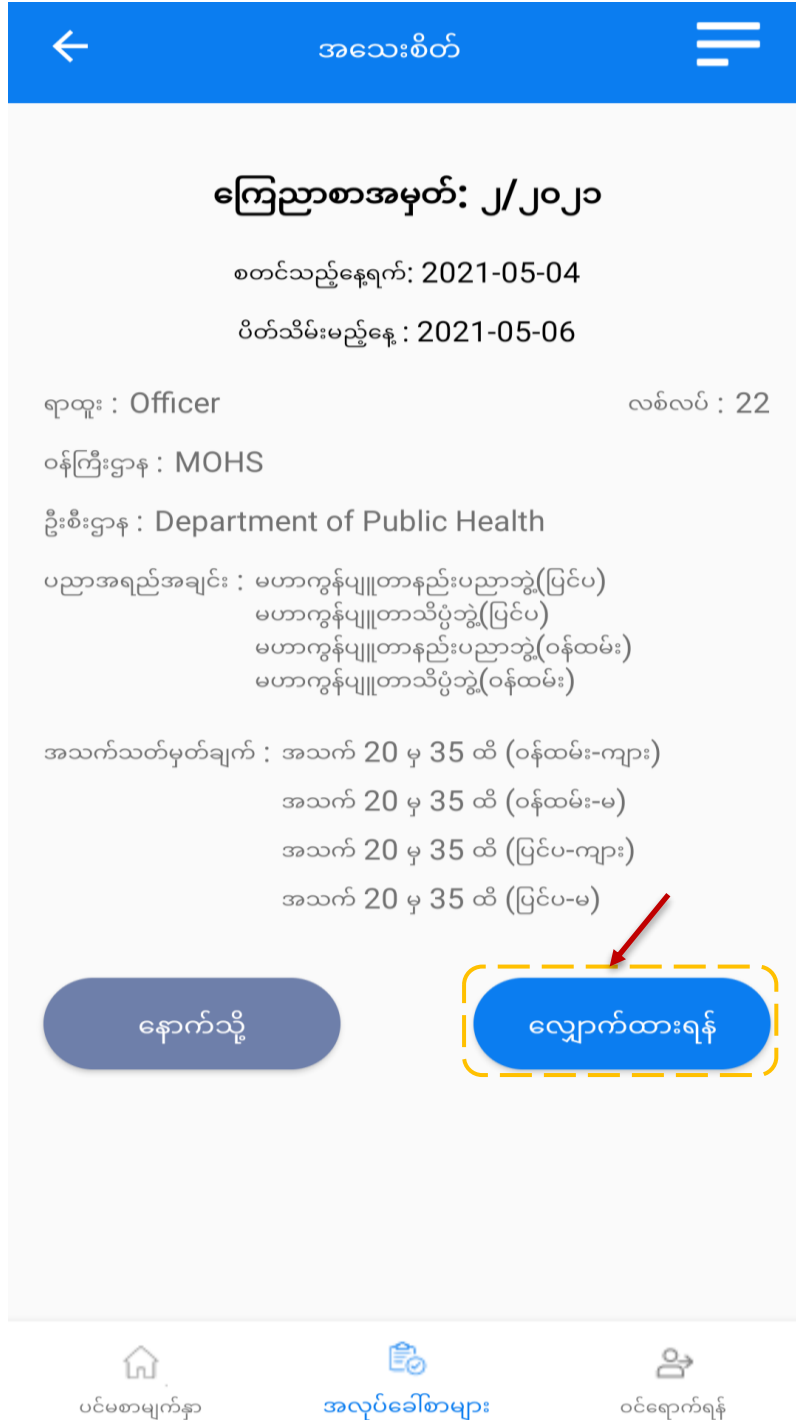 အသေးစိတ်
ကြေညာစာအမှတ်: ၂/၂၀၂၁
စတင်သည့်နေ့ရက်: 2021-05-04
ပိတ်သိမ်းမည့်နေ့ : 2021-05-06
ရာထူး : Officer လစ်လပ် : 22
ဝန်ကြီးဌာန : MOHS
ဦးစီးဌာန : Department of Public Health
ပညာအရည်အချင်း : မဟာကွန်ပျူတာနည်းပညာဘွဲ့(ပြင်ပ)
မဟာကွန်ပျူတာသိပ္ပံဘွဲ့(ပြင်ပ)
မဟာကွန်ပျူတာနည်းပညာဘွဲ့(ဝန်ထမ်း)
မဟာကွန်ပျူတာသိပ္ပံဘွဲ့(ဝန်ထမ်း)
အသက်သတ်မှတ်ချက် : အသက် 20 မှ 35 ထိ (ဝန်ထမ်း-ကျား)
အသက် 20 မှ 35 ထိ (ဝန်ထမ်း-မ)
အသက် 20 မှ 35 ထိ (ပြင်ပ-ကျား)
အသက် 20 မှ 35 ထိ (ပြင်ပ-မ)
နောက်သို့ လျှောက်ထားရန်
ပင်မစာမျက်နှာ အလုပ်ခေါ်စာများ ဝင်ရောက်ရန်